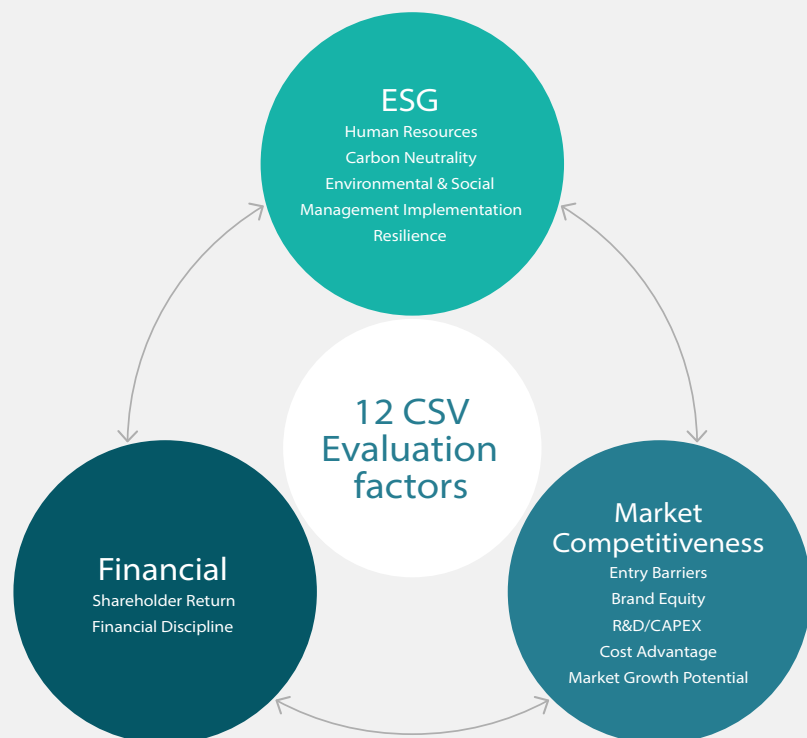 ESG
Human Resources
Carbon Neutrality
Environmental & Social
Management Implementation
Resilience
12 CSV
Evaluation
factors
Financial
Shareholder Return
Financial Discipline
Market
Competitiveness
Entry Barriers
Brand Equity
R&D/CAPEX
Cost Advantage
Market Growth Potential